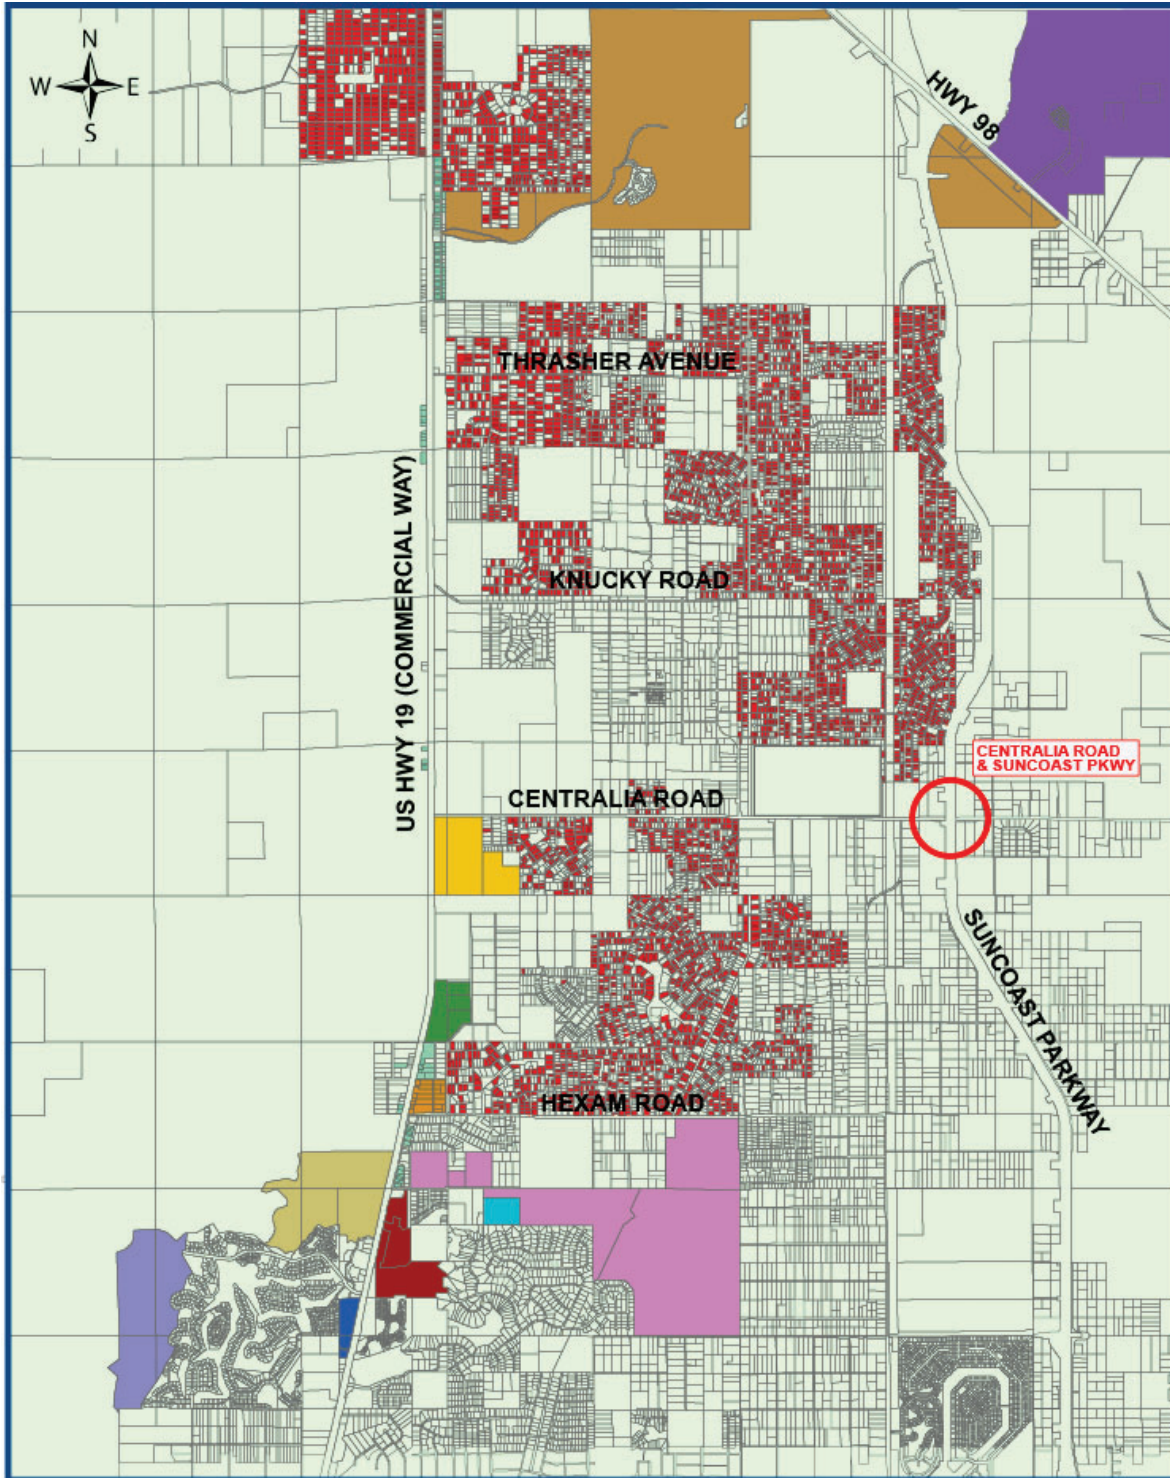 N
W E
S
HWY 98
THRASHER AVENUE
US HWY 19 (COMMERCIAL WAY)
KNUCKY ROAD
CENTRALIA ROAD
& SUNCOAST PKWY
CENTRALIA ROAD
SUNCOAST PARKWAY
HEXAM ROAD